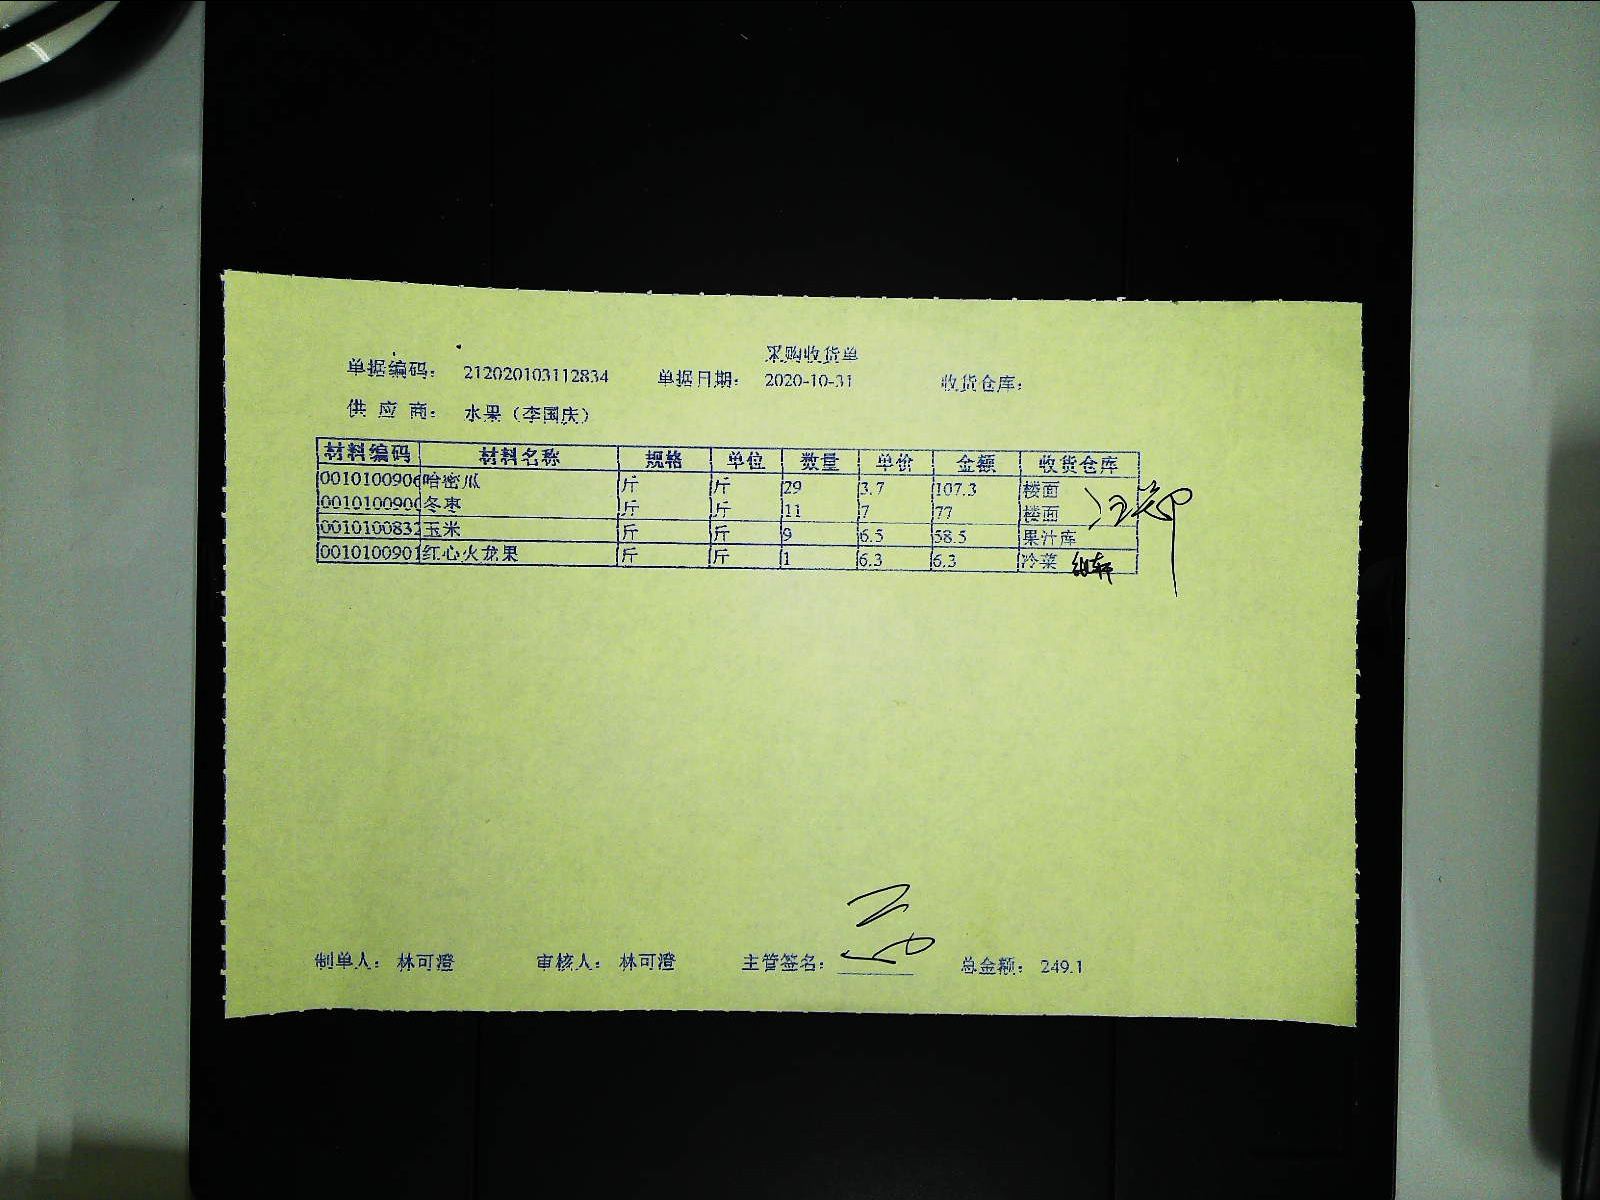 采购收货单
单据编码： 212020103112834 单据日期： 2020-10-31 收货仓库：
供 应 商： 水果（李国庆）
材料编码 材料名称 规格 单位 数量 单价 金额 收货仓库
0010100906 哈密瓜 斤 斤 29 3.7 107.3 楼面
0010100900 冬枣 斤 斤 11 7 77 楼面
0010100832 玉米 斤 斤 9 6.5 58.5 果汁库
0010100901 红心火龙果 斤 斤 1 6.3 6.3 冷菜
制单人： 林可澄 审核人： 林可澄 主管签名： 总金额： 249.1